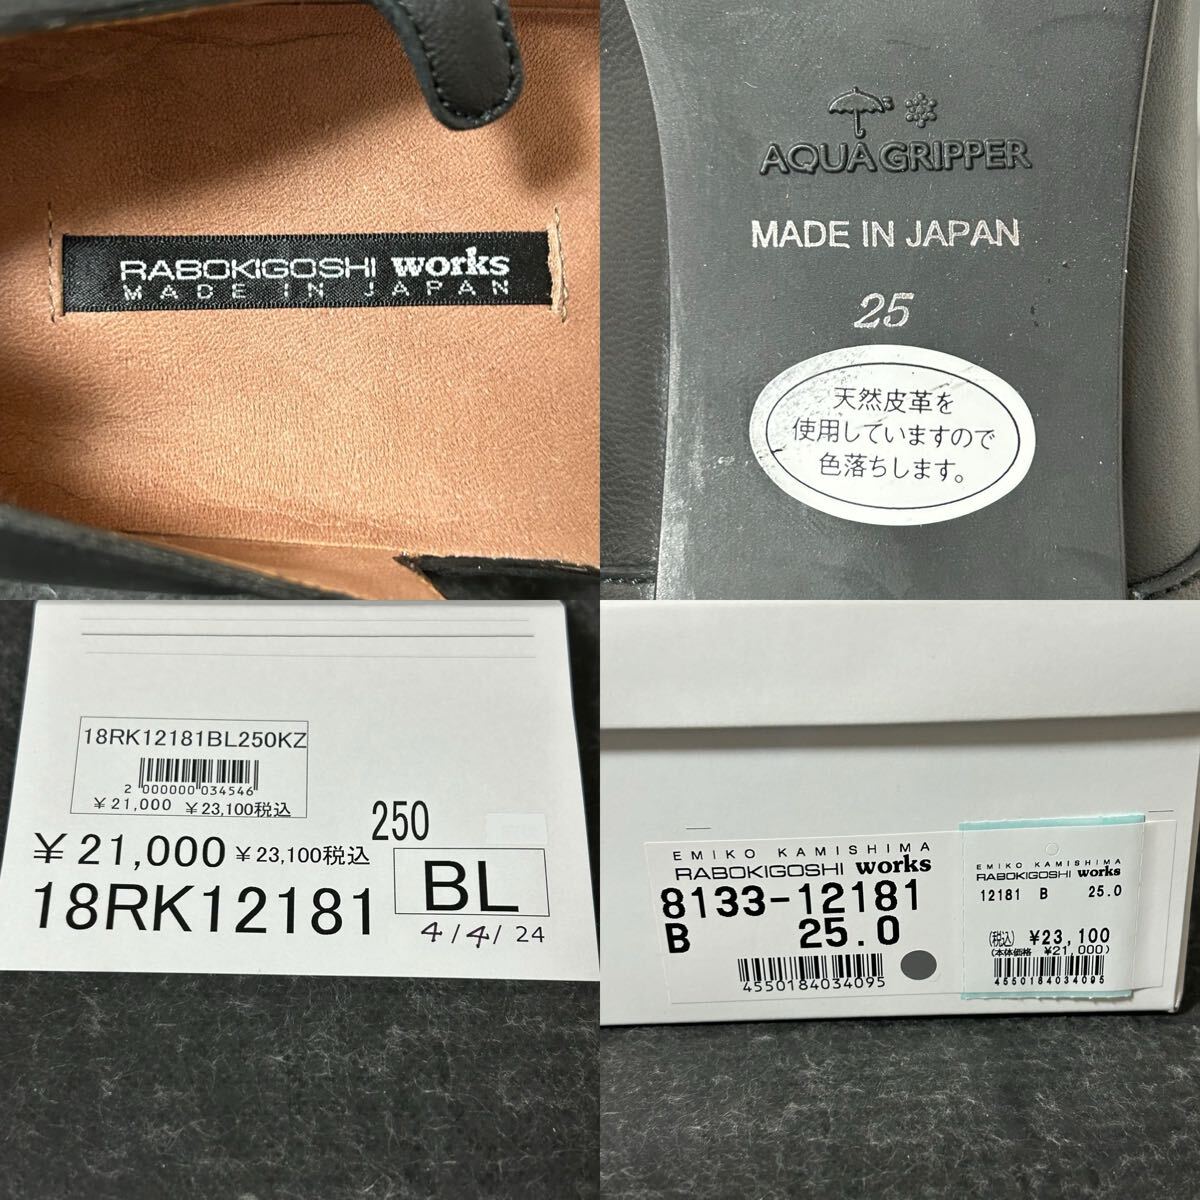 RABOKIGOSHI works
MADE IN JAPAN
AQUA GRIPPER
MADE IN JAPAN
25
天然皮革を
使用していますので
色落ちします。
18RK12181BL250KZ
2 000000 034546
￥21,000 ￥23,100税込
250
￥21,000 ￥23,100税込
BL
18RK12181
4/4/24
EMIKO KAMISHIMA
RABOKIGOSHI works
8133-12181
B 25.0
4550184034095
EMIKO KAMISHIMA
RABOKIGOSHI works
12181 B 25.0
(税込) ¥23,100
(本体価格 ¥21,000)
4550184034095